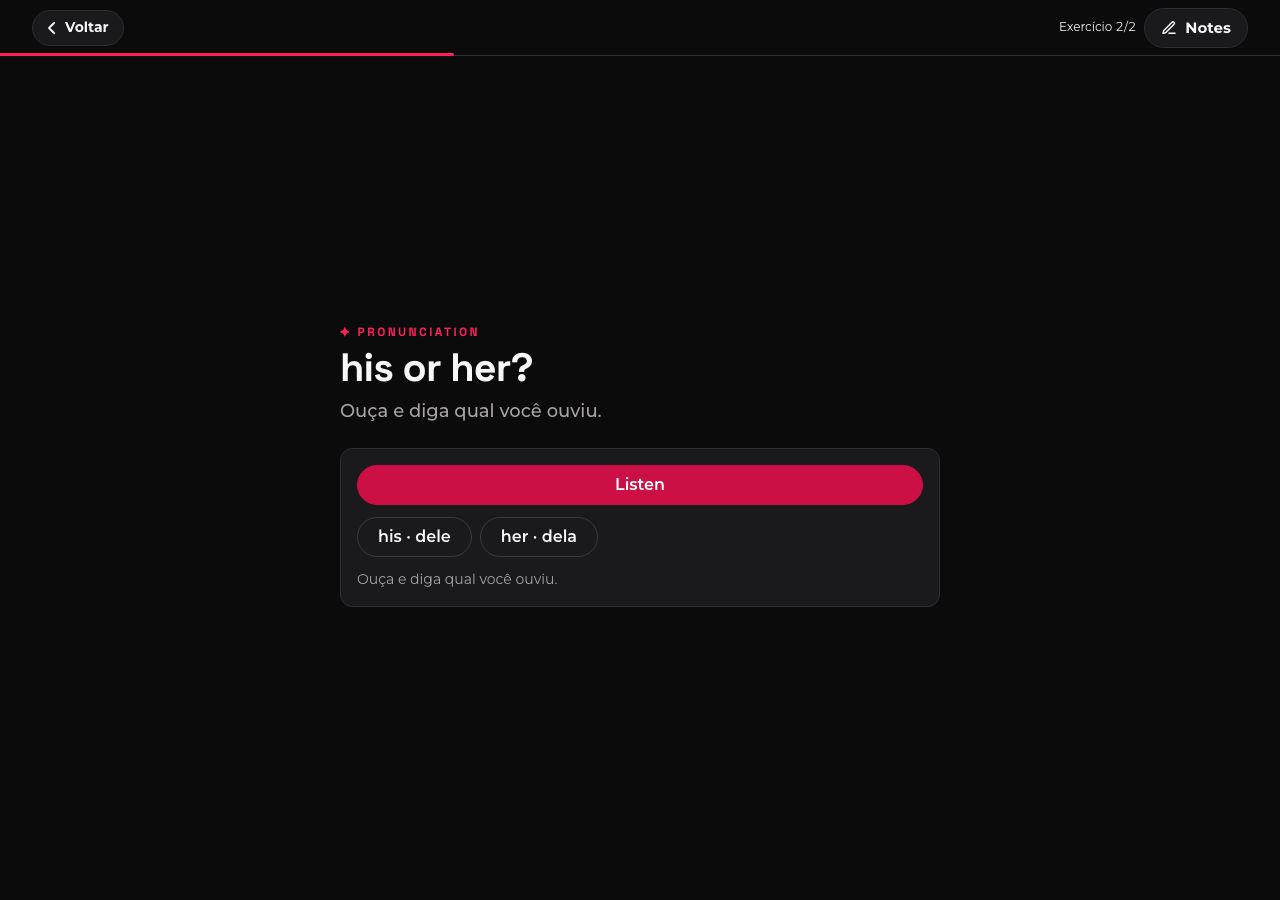 Voltar
Exercício 2/2
Notes
PRONUNCIATION
his or her?
Ouça e diga qual você ouviu.
Listen
his · dele
her · dela
Ouça e diga qual você ouviu.